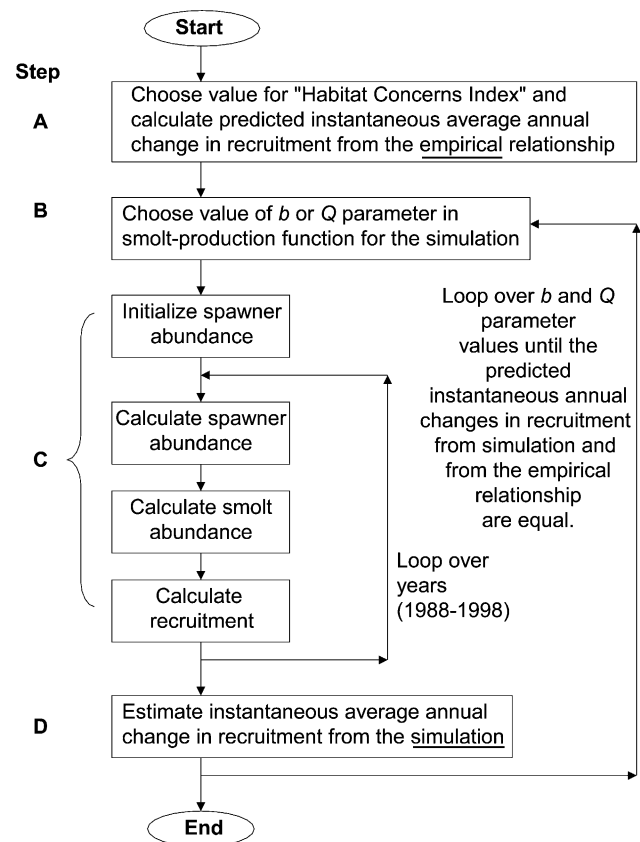 Start
Step
A
Choose value for "Habitat Concerns Index" and
calculate predicted instantaneous average annual
change in recruitment from the empirical relationship
B
Choose value of b or Q parameter in
smolt-production function for the simulation
C
Initialize spawner
abundance
Calculate spawner
abundance
Calculate smolt
abundance
Calculate
recruitment
Loop over
years
(1988-1998)
Loop over b and Q
parameter
values until the
predicted
instantaneous annual
changes in recruitment
from simulation and
from the empirical
relationship
are equal.
D
Estimate instantaneous average annual
change in recruitment from the simulation
End